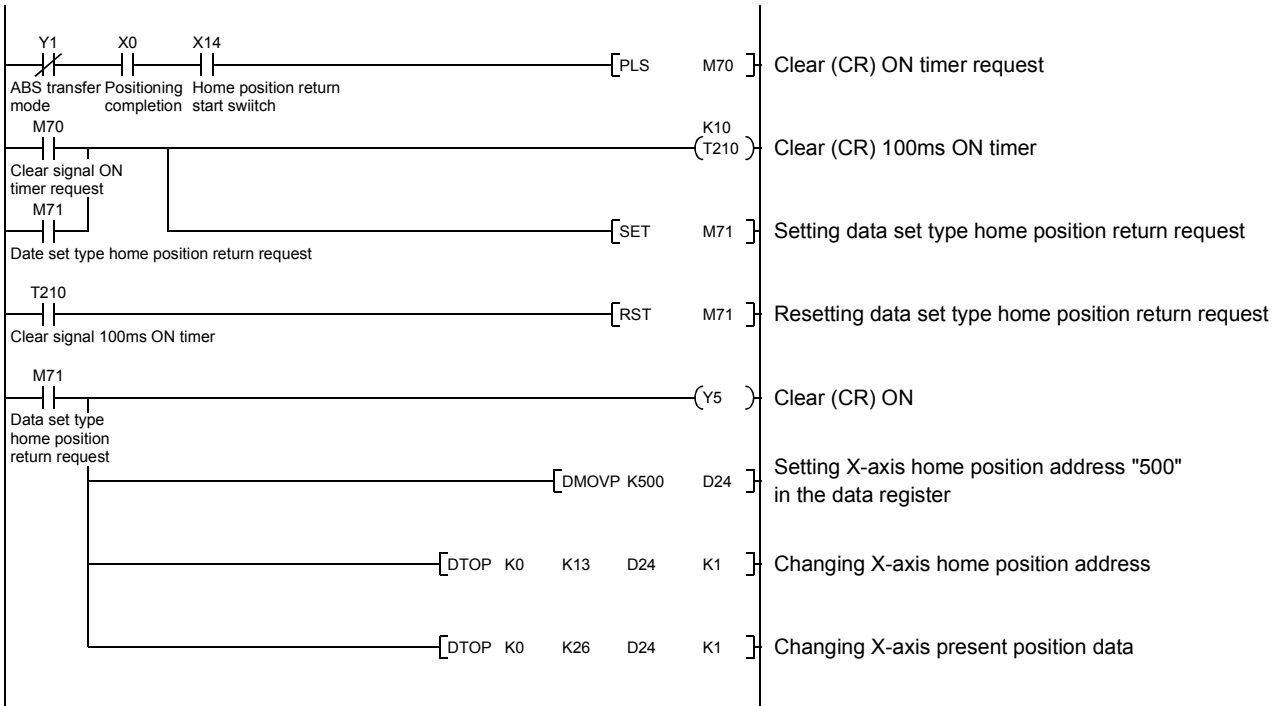 Y1 X0 X14
PLS M70 Clear (CR) ON timer request
ABS transfer mode
Positioning completion
Home position return start swiitch
M70
K10
T210 Clear (CR) 100ms ON timer
Clear signal ON
timer request
M71
SET M71 Setting data set type home position return request
Date set type home position return request
T210
RST M71 Resetting data set type home position return request
Clear signal 100ms ON timer
M71
Y5 Clear (CR) ON
Data set type
home position
return request
DMOVP K500 D24 Setting X-axis home position address "500"
in the data register
DTOP K0 K13 D24 K1 Changing X-axis home position address
DTOP K0 K26 D24 K1 Changing X-axis present position data